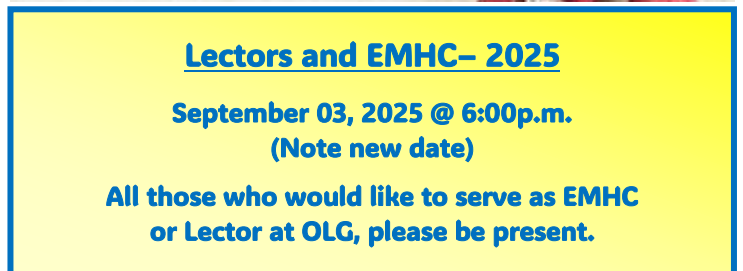 Lectors and EMHC– 2025
September 03, 2025 @ 6:00p.m.
(Note new date)
All those who would like to serve as EMHC
or Lector at OLG, please be present.